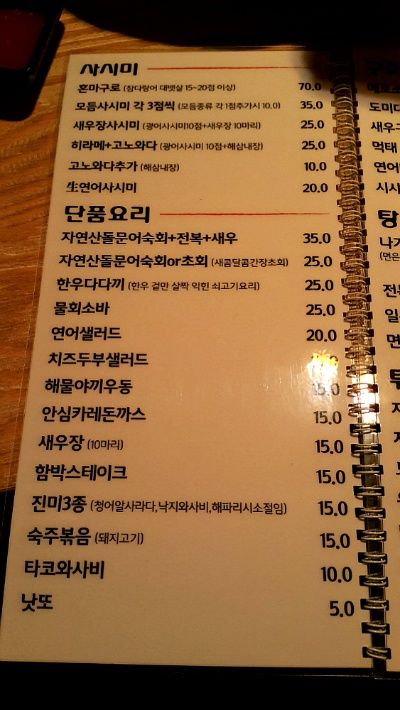 사시미
혼마구로 (참다랑어 대뱃살 15~20점 이상) 70.0
모듬사시미 각 3점씩 (모듬종류 각 1점추가시 10.0) 35.0
새우장사시미 (광어사시미10점+새우장 10마리) 25.0
히라메+고노와다 (광어사시미 10점+해삼내장) 25.0
고노와다추가 (해삼내장) 10.0
生연어사시미 20.0
단품요리
자연산돌문어숙회+전복+새우 35.0
자연산돌문어숙회or초회 (새콤달콤간장초회) 25.0
한우다다끼 (한우 겉만 살짝 익힌 쇠고기요리) 25.0
물회소바 25.0
연어샐러드 20.0
치즈두부샐러드
해물야끼우동 15.0
안심카레돈까스 15.0
새우장 (10마리) 15.0
함박스테이크 15.0
진미3종 (청어알사라다,낙지와사비,해파리시소절임) 15.0
숙주볶음 (돼지고기) 15.0
타코와사비 10.0
낫또 5.0
도미
새우
먹태
연어
탕